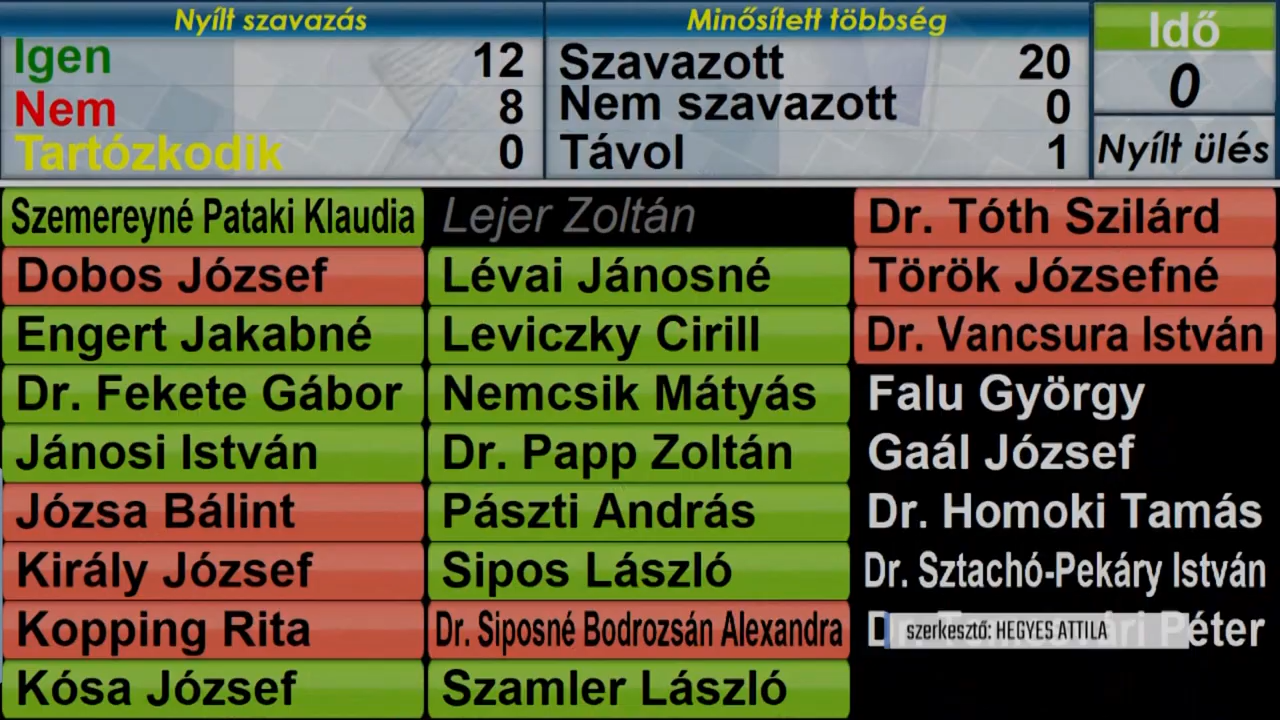 Nyílt szavazás
Igen 12
Nem 8
Tartózkodik 0
Minősített többség
Szavazott 20
Nem szavazott 0
Távol 1
Idő
0
Nyílt ülés
Szemereyné Pataki Klaudia
Dobos József
Engert Jakabné
Dr. Fekete Gábor
Jánosi István
Józsa Bálint
Király József
Kopping Rita
Kósa József
Lejer Zoltán
Lévai Jánosné
Leviczky Cirill
Nemcsik Mátyás
Dr. Papp Zoltán
Pászti András
Sipos László
Dr. Siposné Bodrozsán Alexandra
Szamler László
Dr. Tóth Szilárd
Török Józsefné
Dr. Vancsura István
Falu György
Gaál József
Dr. Homoki Tamás
Dr. Sztachó-Pekáry István
Péter
szerkesztő: HEGYES ATTILA